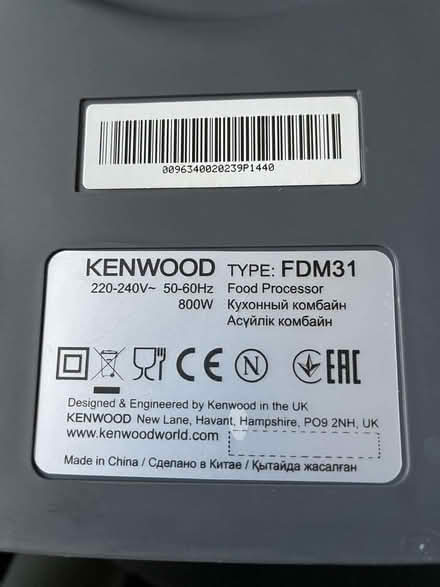 0096340020239P1440
KENWOOD TYPE: FDM31
220-240V~ 50-60Hz Food Processor
800W Кухонный комбайн
Асүйлік комбайн
CE N EAC
Designed & Engineered by Kenwood in the UK
KENWOOD New Lane, Havant, Hampshire, PO9 2NH, UK
www.kenwoodworld.com
Made in China / Сделано в Китае / Қытайда жасалған